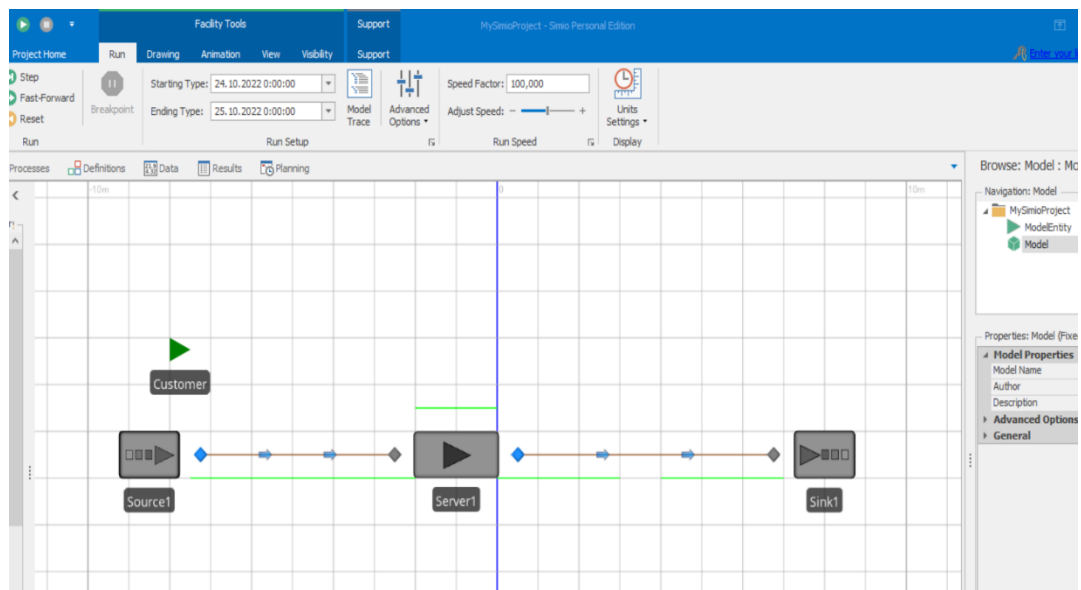 Facility Tools Support MySimioProject - Simio Personal Edition
Project Home Run Drawing Animation View Visibility Support Enter your
Step
Fast-Forward
Reset
Breakpoint
Starting Type: 24.10.2022 0:00:00
Ending Type: 25.10.2022 0:00:00
Model
Trace
Advanced
Options
Speed Factor: 100,000
Adjust Speed: − +
Units
Settings
Run Run Setup Run Speed Display
Processes Definitions Data Results Planning
-10m 0 10m
Customer
Source1 Server1 Sink1
Browse: Model : Mo
Navigation: Model
MySimioProject
ModelEntity
Model
Properties: Model (Fixe
Model Properties
Model Name
Author
Description
Advanced Options
General